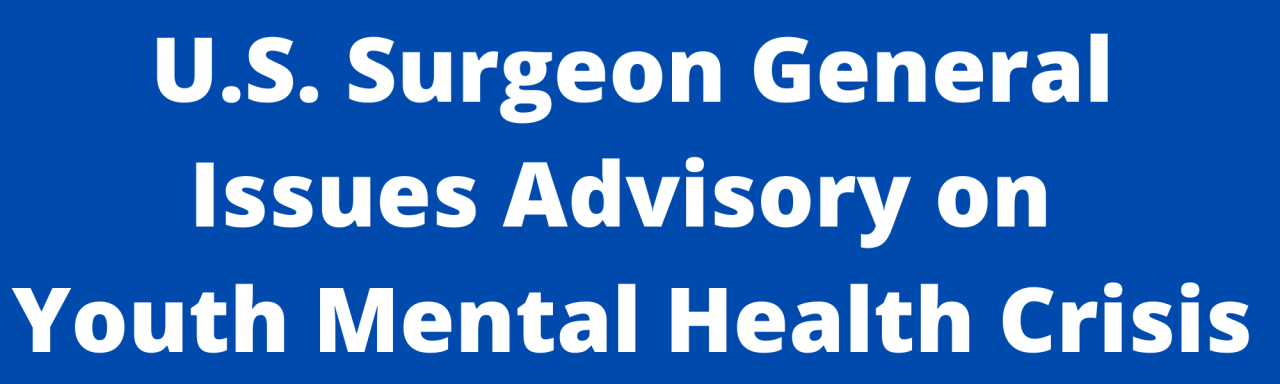 U.S. Surgeon General
Issues Advisory on
Youth Mental Health Crisis